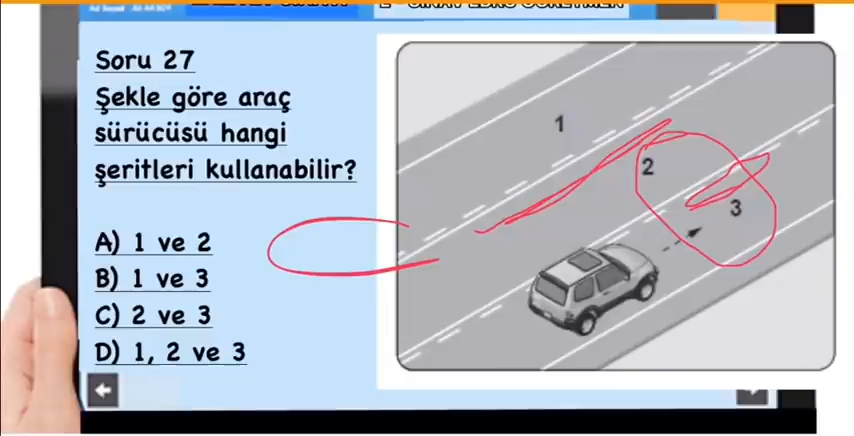 Soru 27
Şekle göre araç
sürücüsü hangi
şeritleri kullanabilir?
A) 1 ve 2
B) 1 ve 3
C) 2 ve 3
D) 1, 2 ve 3
1
2
3